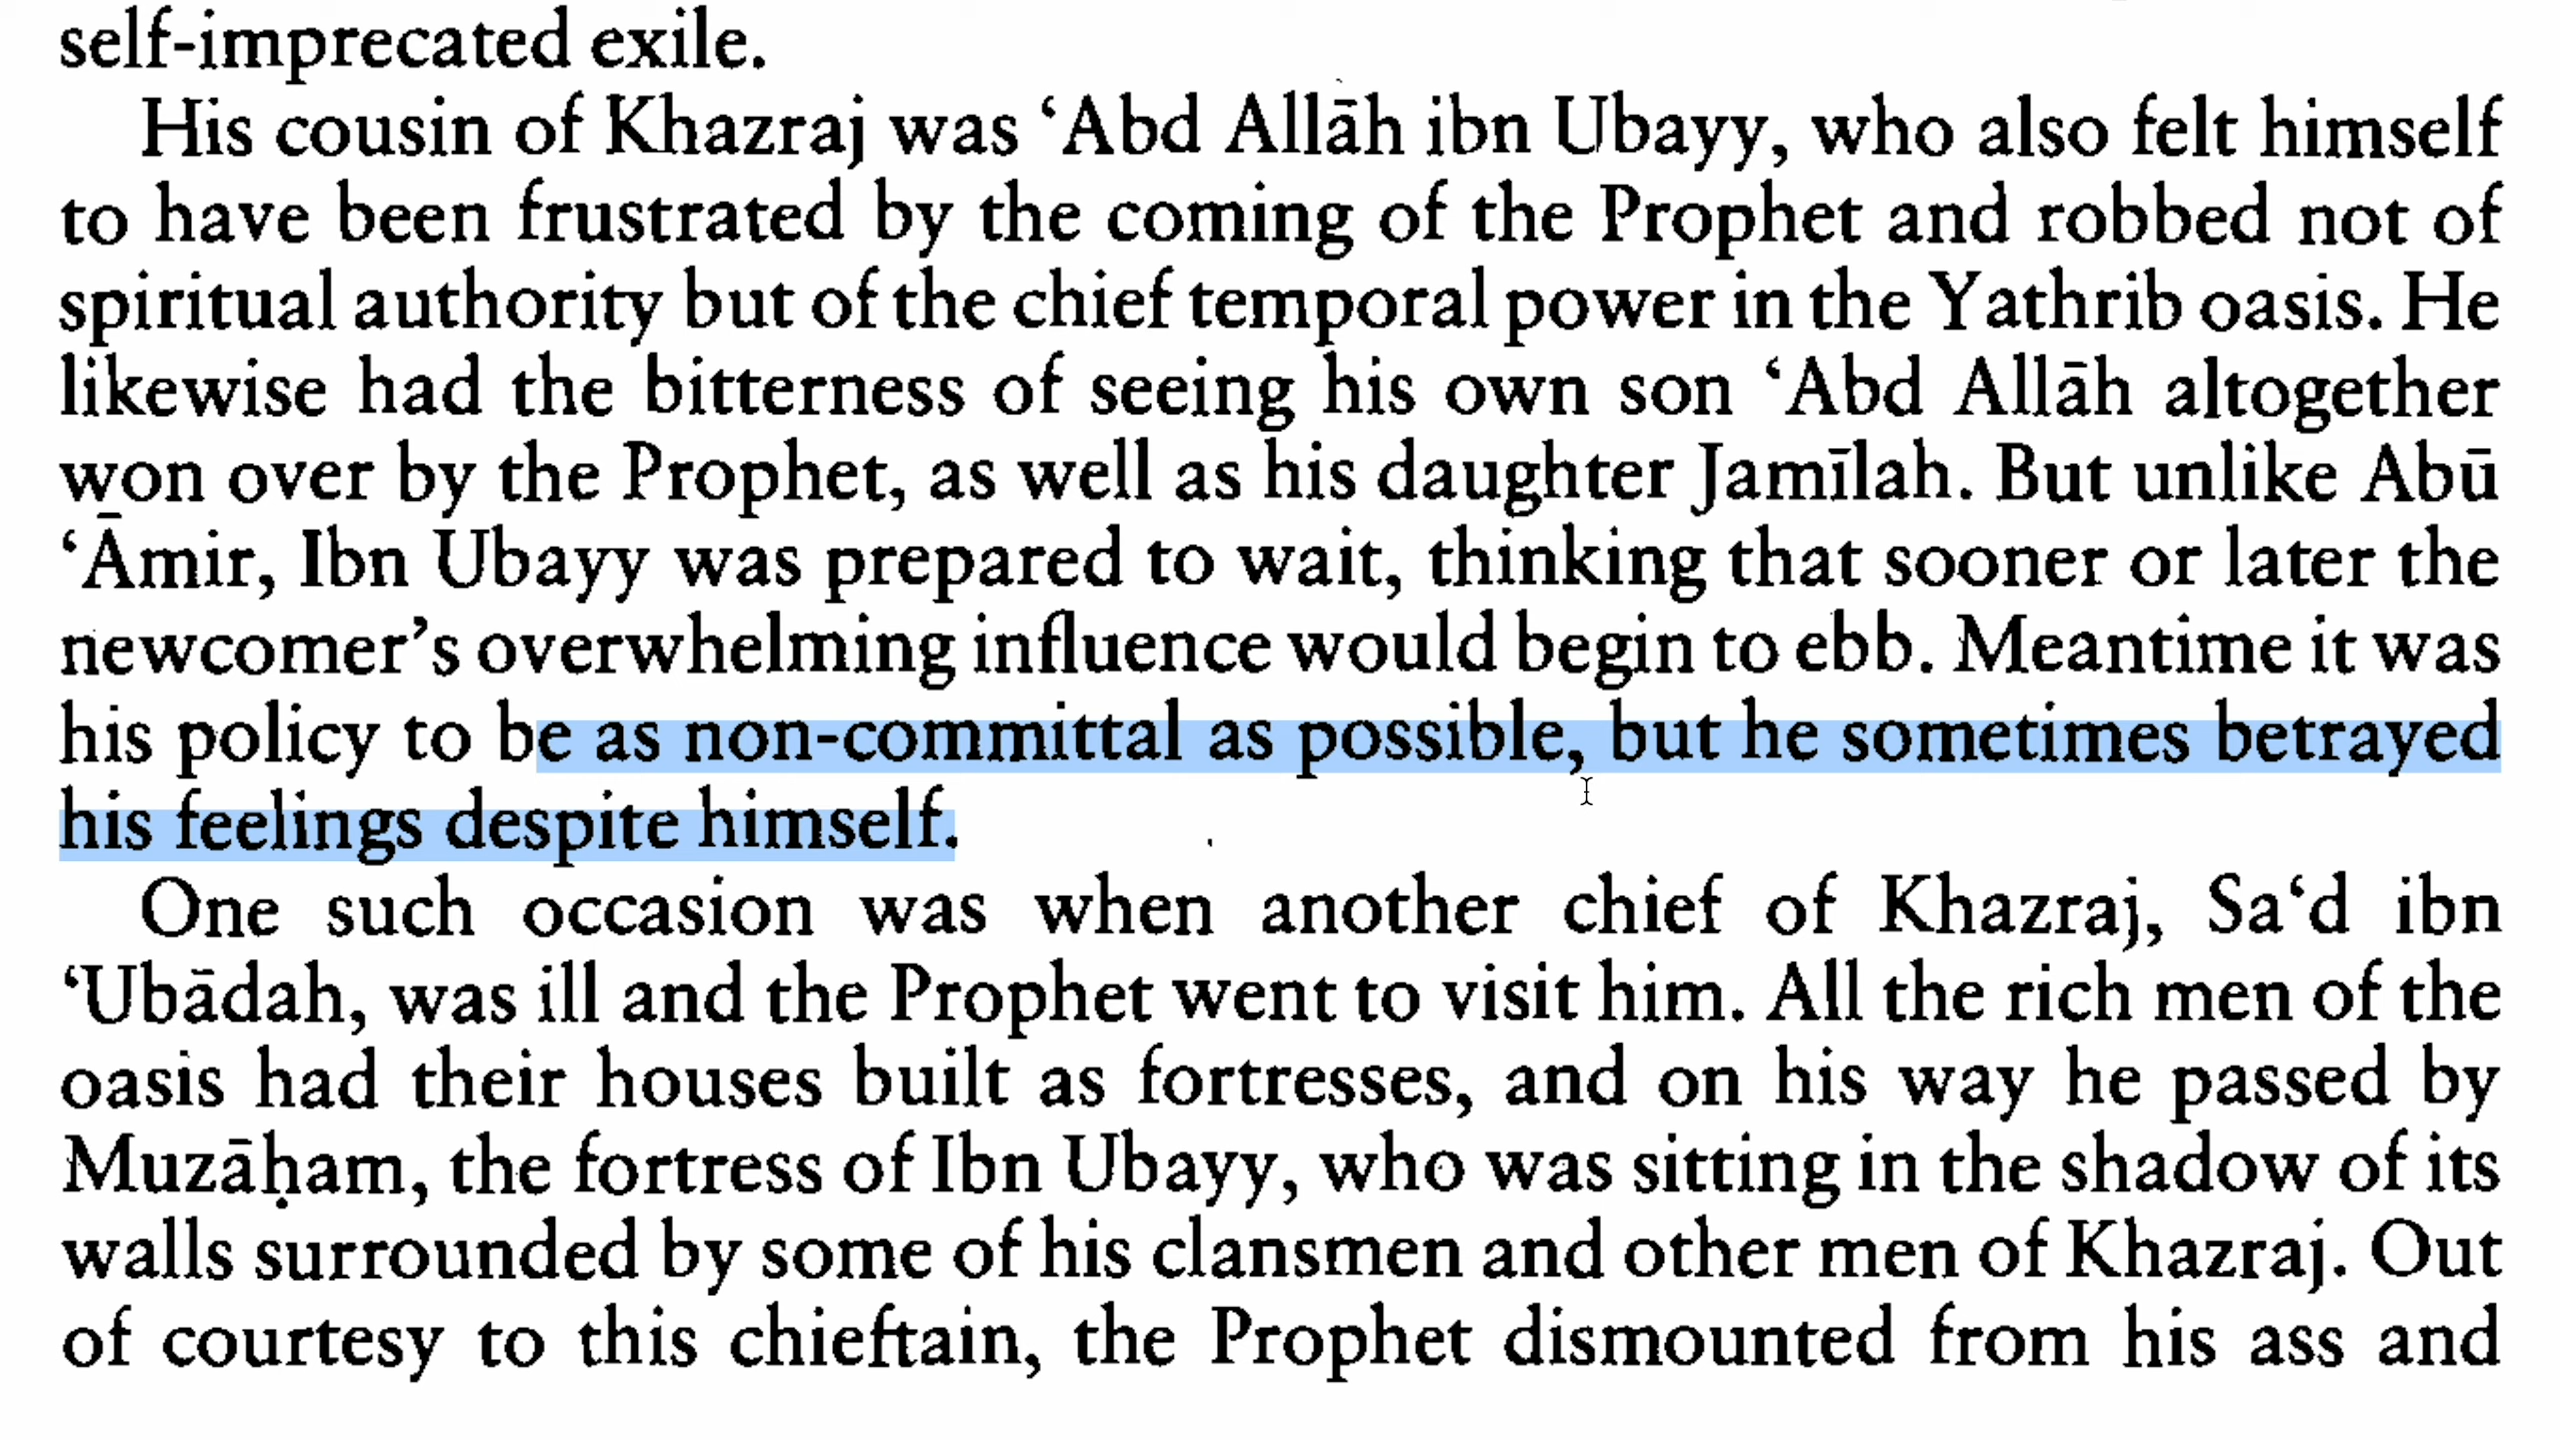 self-imprecated exile.
His cousin of Khazraj was ‘Abd Allāh ibn Ubayy, who also felt himself
to have been frustrated by the coming of the Prophet and robbed not of
spiritual authority but of the chief temporal power in the Yathrib oasis. He
likewise had the bitterness of seeing his own son ‘Abd Allāh altogether
won over by the Prophet, as well as his daughter Jamīlah. But unlike Abū
‘Āmir, Ibn Ubayy was prepared to wait, thinking that sooner or later the
newcomer’s overwhelming influence would begin to ebb. Meantime it was
his policy to be as non-committal as possible, but he sometimes betrayed
his feelings despite himself.
One such occasion was when another chief of Khazraj, Sa‘d ibn
‘Ubādah, was ill and the Prophet went to visit him. All the rich men of the
oasis had their houses built as fortresses, and on his way he passed by
Muzāḥam, the fortress of Ibn Ubayy, who was sitting in the shadow of its
walls surrounded by some of his clansmen and other men of Khazraj. Out
of courtesy to this chieftain, the Prophet dismounted from his ass and